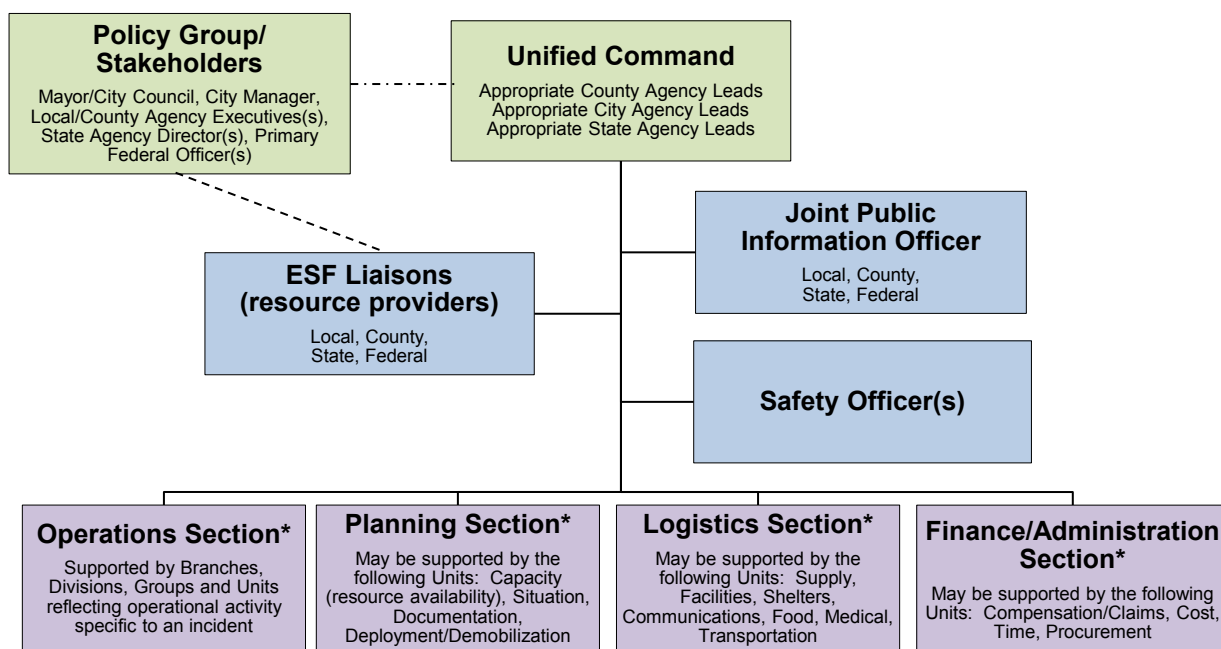 Policy Group/
Stakeholders
Mayor/City Council, City Manager,
Local/County Agency Executives(s),
State Agency Director(s), Primary
Federal Officer(s)
Unified Command
Appropriate County Agency Leads
Appropriate City Agency Leads
Appropriate State Agency Leads
Joint Public
Information Officer
Local, County,
State, Federal
ESF Liaisons
(resource providers)
Local, County,
State, Federal
Safety Officer(s)
Operations Section*
Supported by Branches,
Divisions, Groups and Units
reflecting operational activity
specific to an incident
Planning Section*
May be supported by the
following Units: Capacity
(resource availability), Situation,
Documentation,
Deployment/Demobilization
Logistics Section*
May be supported by the
following Units: Supply,
Facilities, Shelters,
Communications, Food, Medical,
Transportation
Finance/Administration
Section*
May be supported by the following
Units: Compensation/Claims, Cost,
Time, Procurement